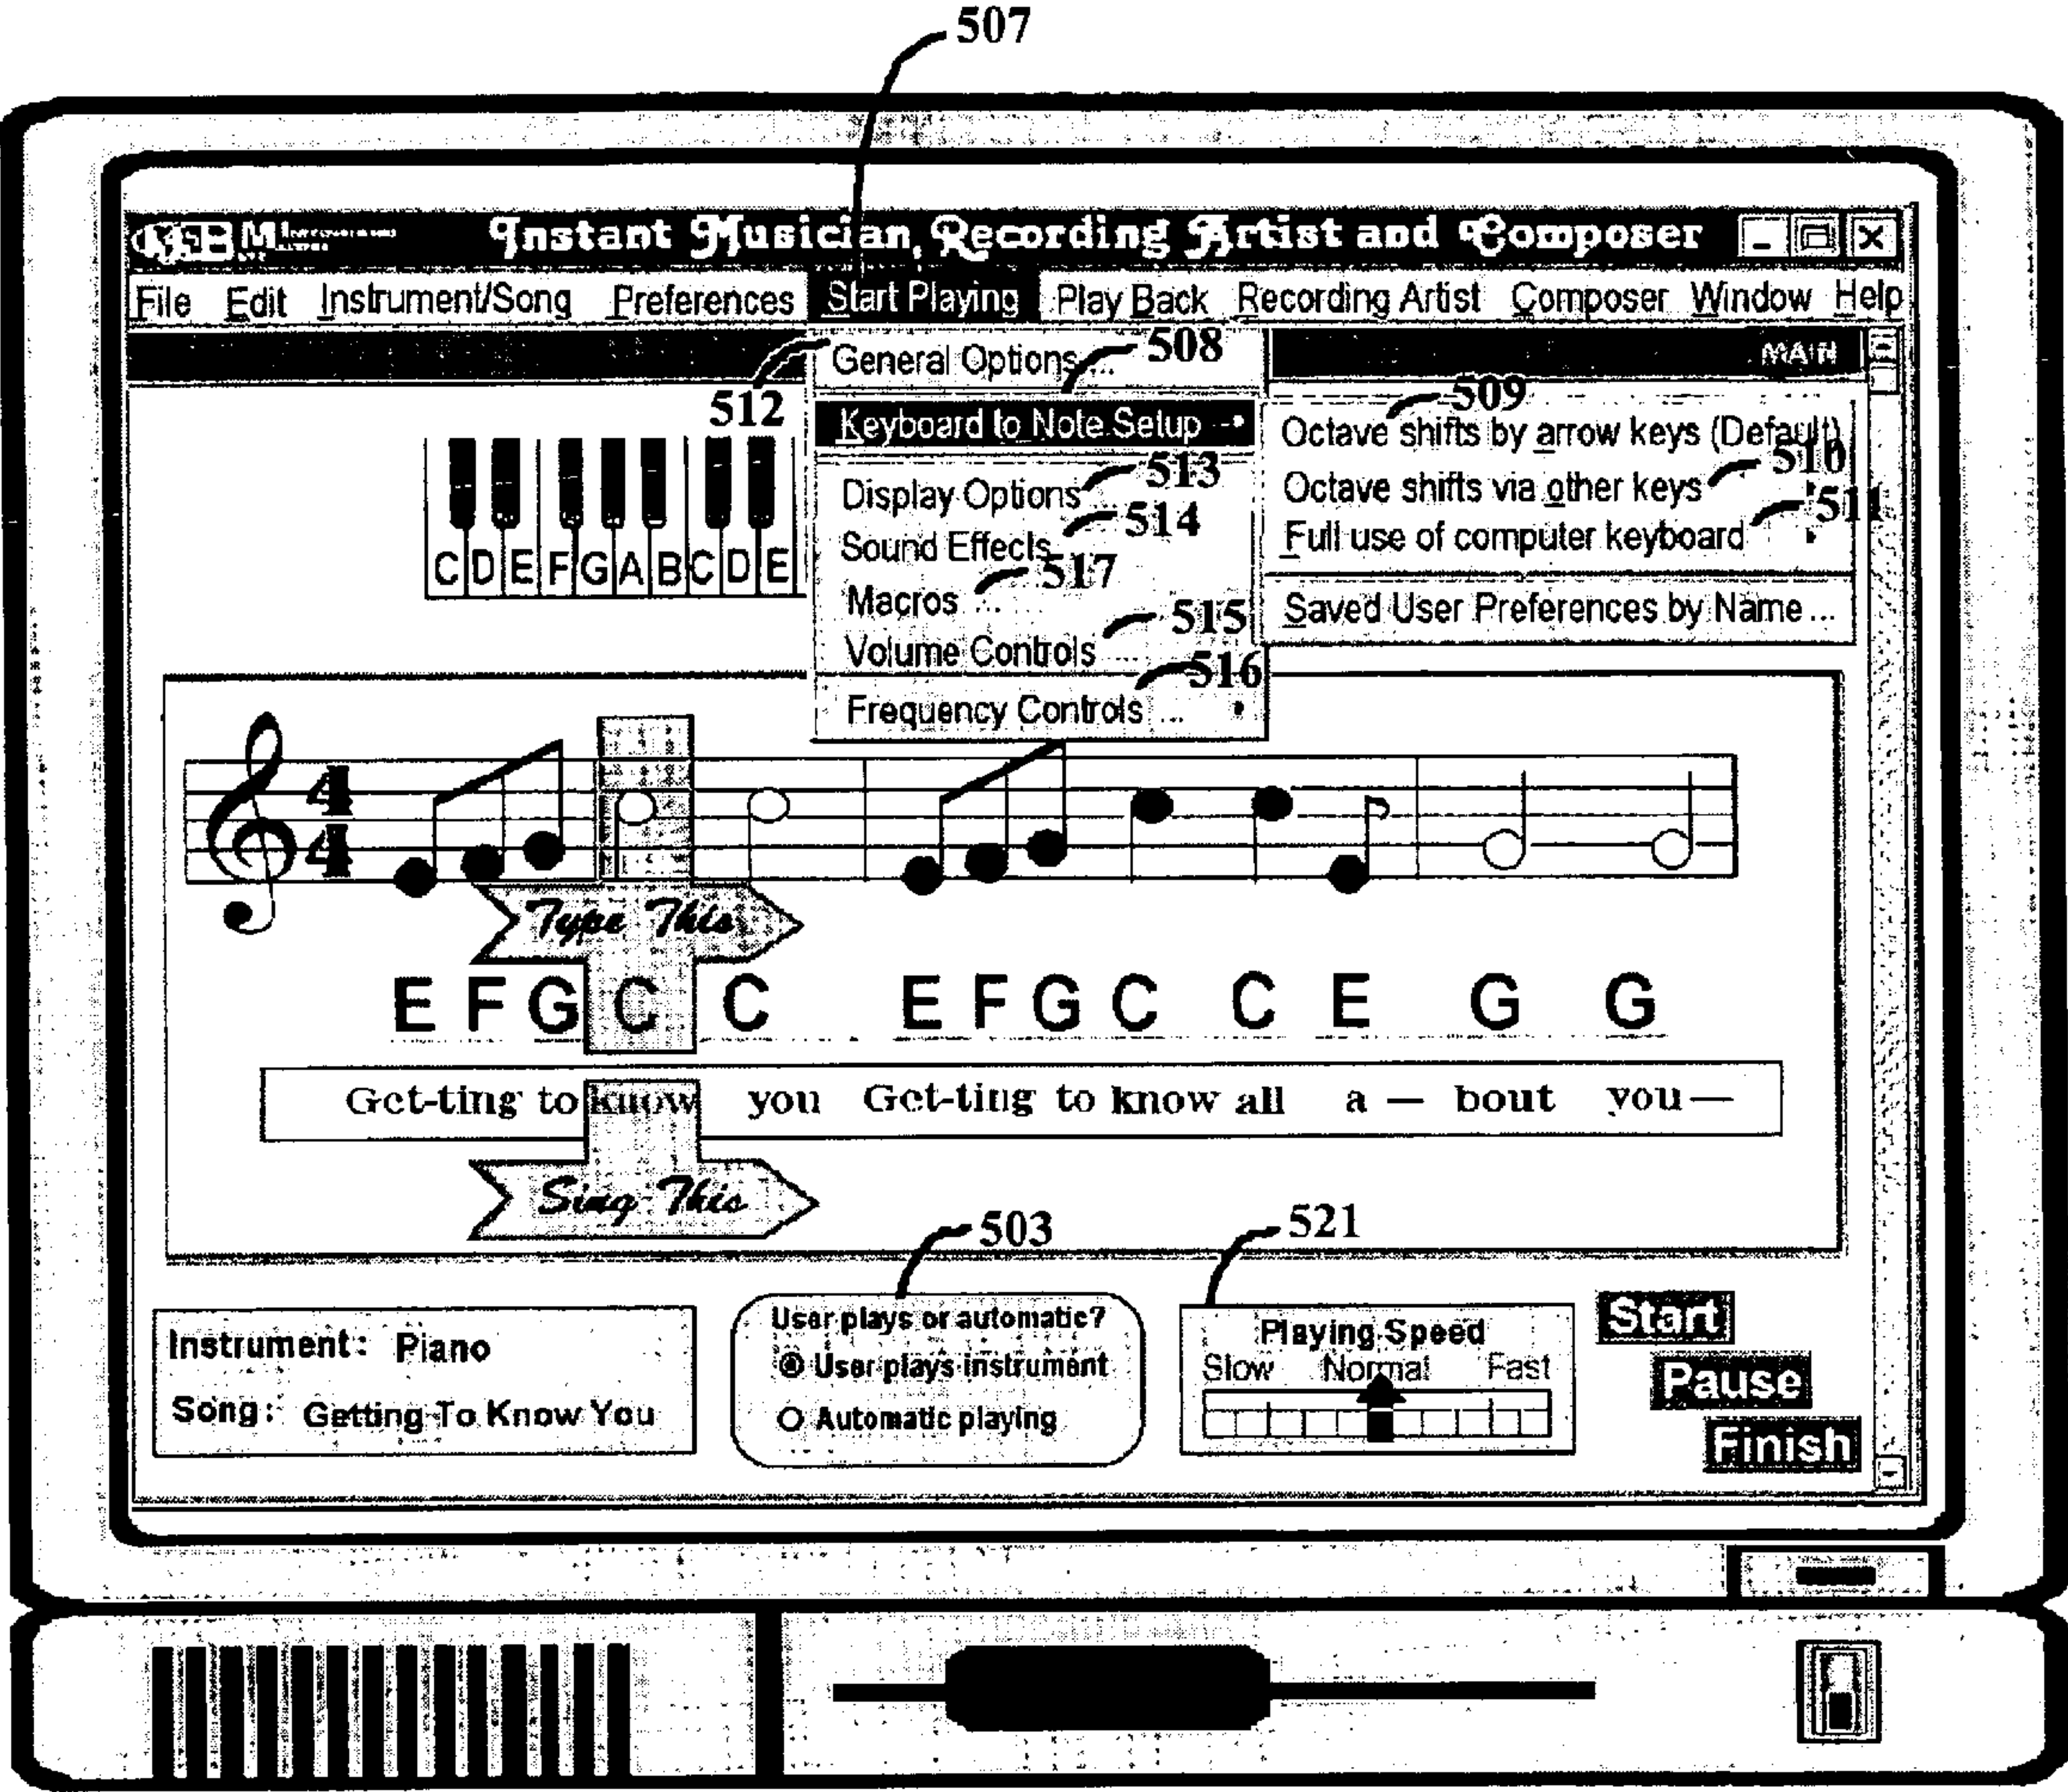 507
Instant Musician, Recording Artist and Composer
File Edit Instrument/Song Preferences Start Playing Play Back Recording Artist Composer Window Help
MAIN
512
General Options ... 508
Keyboard to Note Setup
Display Options 513
Sound Effects 514
Macros ... 517
Volume Controls ... 515
Frequency Controls ... 516
509
Octave shifts by arrow keys (Default)
Octave shifts via other keys 510
Full use of computer keyboard 511
Saved User Preferences by Name ...
C D E F G A B C D E
4
4
Type This
E F G C C E F G C C E G G
Get-ting to know you Get-ting to know all a — bout you—
Sing This
503
521
Instrument: Piano
Song: Getting To Know You
User plays or automatic?
User plays instrument
Automatic playing
Playing Speed
Slow Normal Fast
Start
Pause
Finish